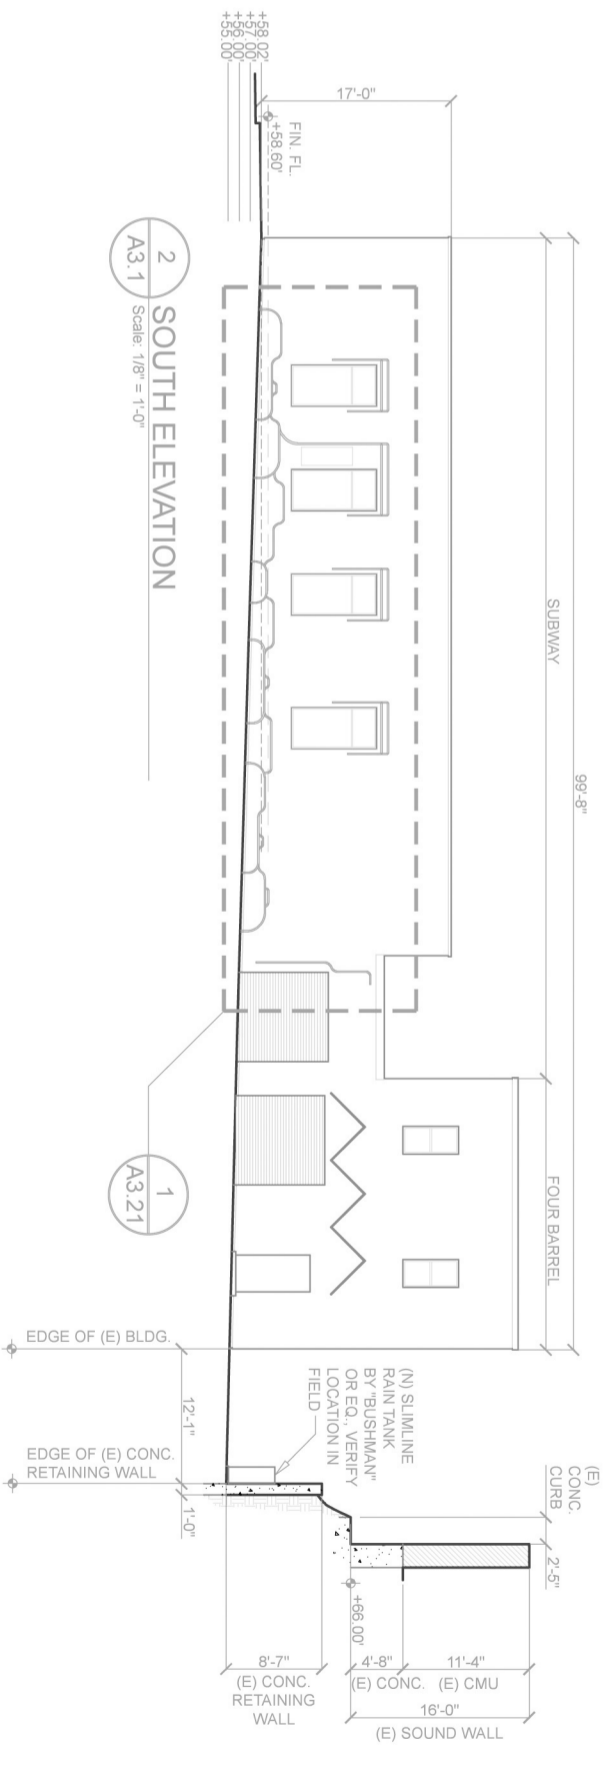 +58.02'
+57.00'
+56.00'
+55.00'
17'-0"
FIN. FL.
+58.60'
2
A3.1
SOUTH ELEVATION
Scale: 1/8" = 1'-0"
SUBWAY
99'-8"
FOUR BARREL
1
A3.21
EDGE OF (E) BLDG.
12'-1"
EDGE OF (E) CONC.
RETAINING WALL
1'-0"
(N) SLIMLINE
RAIN TANK
BY "BUSHMAN"
OR EQ., VERIFY
LOCATION IN
FIELD
(E)
CONC.
CURB
2'-5"
+66.00'
8'-7"
(E) CONC.
RETAINING
WALL
4'-8"
(E) CONC.
11'-4"
(E) CMU
16'-0"
(E) SOUND WALL